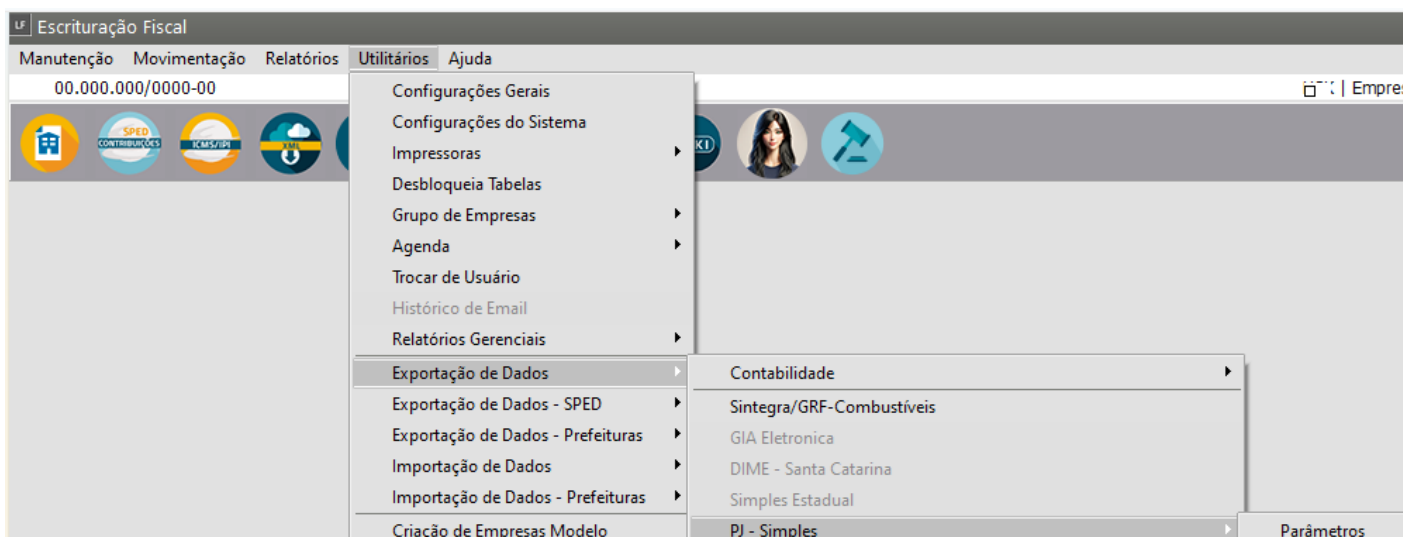 LF Escrituração Fiscal
Manutenção Movimentação Relatórios Utilitários Ajuda
00.000.000/0000-00
| Empres
Configurações Gerais
Configurações do Sistema
SPED
CONTRIBUIÇÕES
ICMS/IPI
XML
KI
Impressoras
Desbloqueia Tabelas
Grupo de Empresas
Agenda
Trocar de Usuário
Histórico de Email
Relatórios Gerenciais
Exportação de Dados
Contabilidade
Exportação de Dados - SPED
Sintegra/GRF-Combustíveis
Exportação de Dados - Prefeituras
GIA Eletronica
Importação de Dados
DIME - Santa Catarina
Importação de Dados - Prefeituras
Simples Estadual
Criação de Empresas Modelo
PJ - Simples
Parâmetros